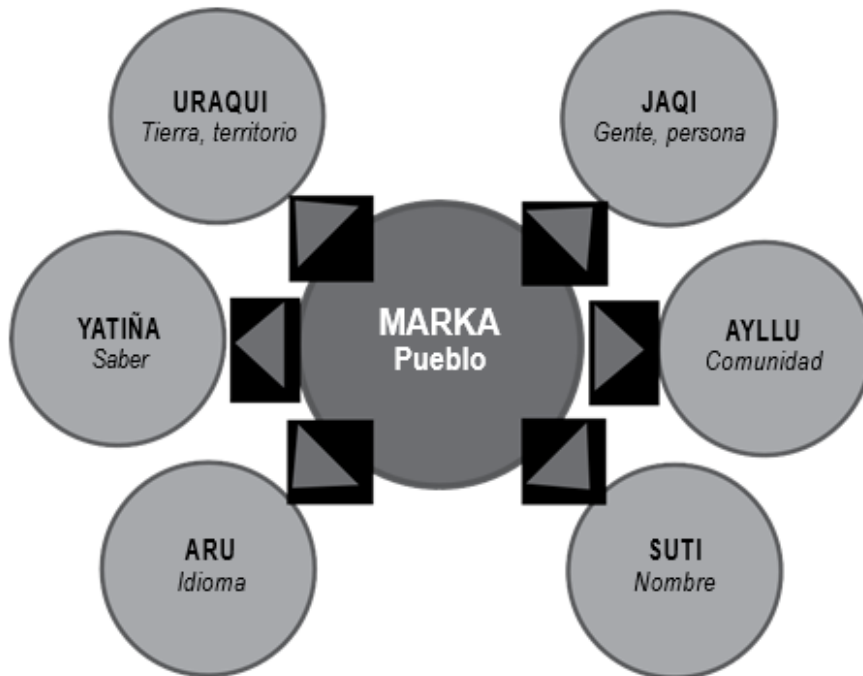 URAQUI
Tierra, territorio
JAQI
Gente, persona
YATIÑA
Saber
MARKA
Pueblo
AYLLU
Comunidad
ARU
Idioma
SUTI
Nombre